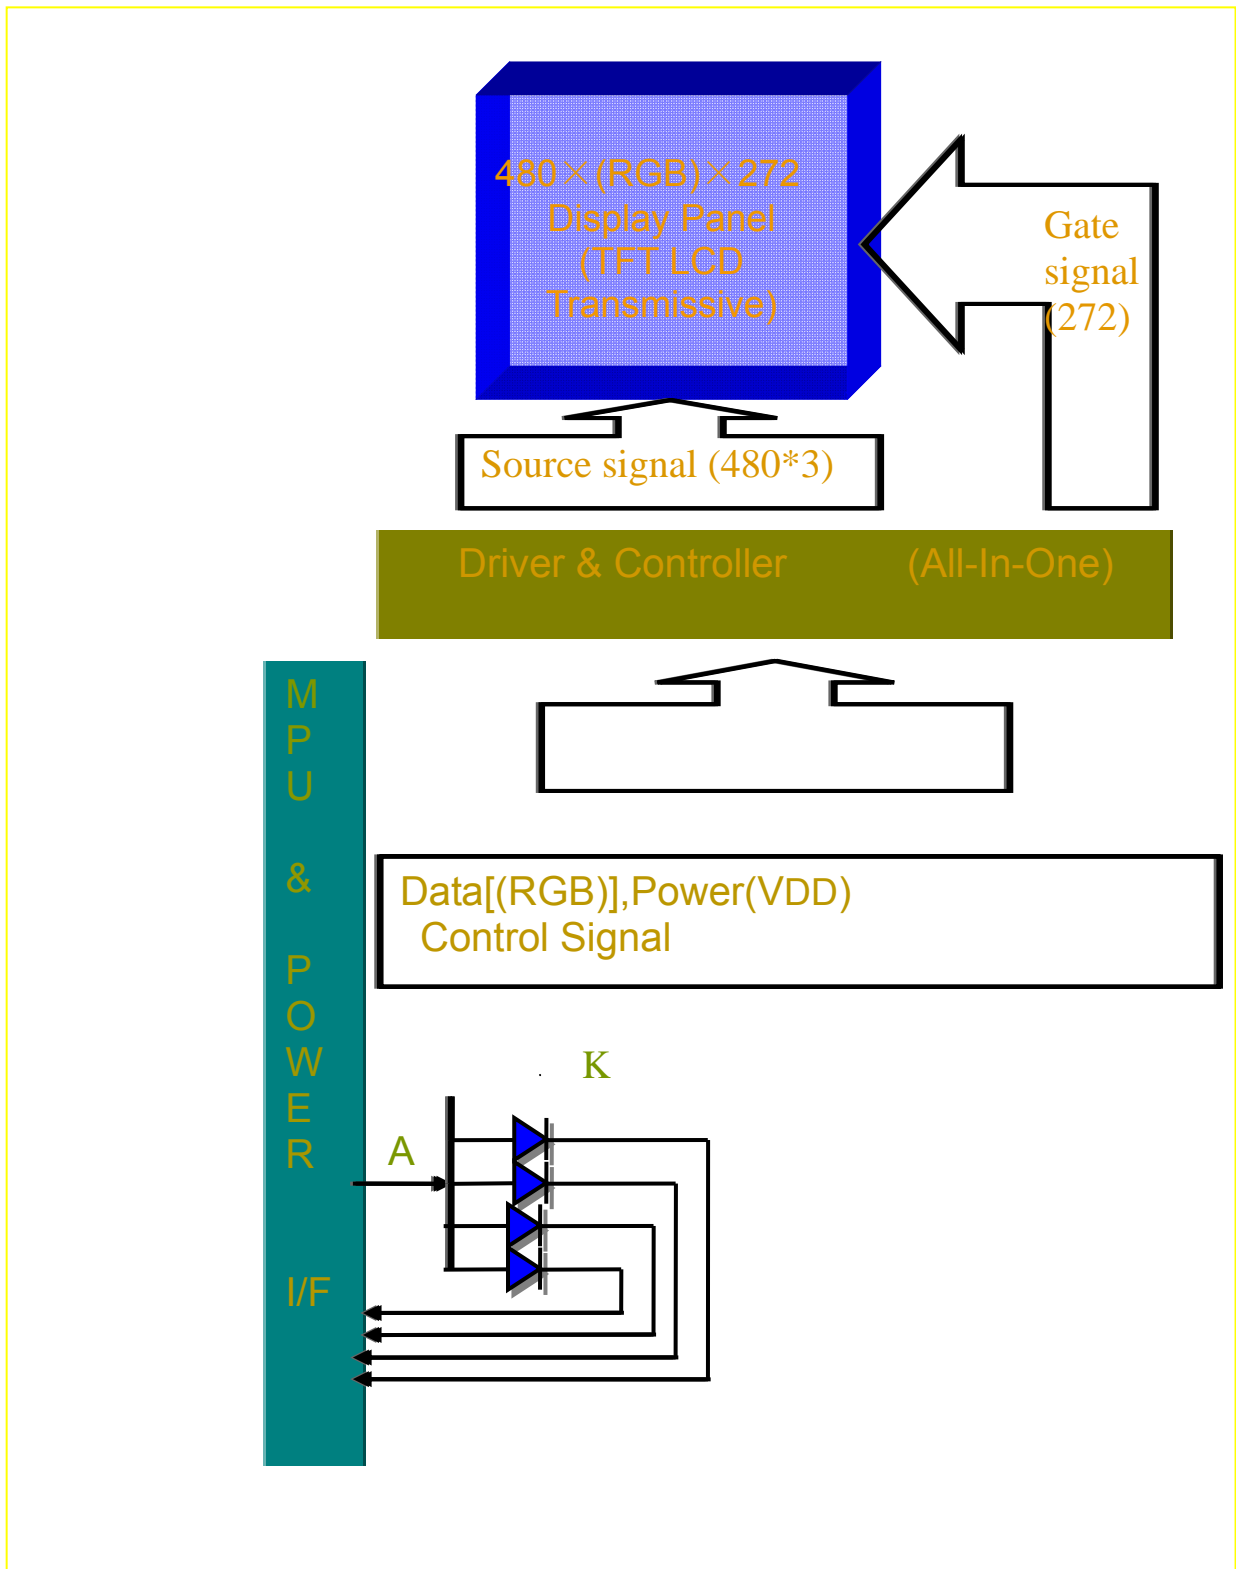 480×(RGB)×272
Display Panel
(TFT LCD
Transmissive)
Gate
signal
(272)
Source signal (480*3)
Driver & Controller (All-In-One)
M
P
U
&
P
O
W
E
R
I/F
Data[(RGB)],Power(VDD)
Control Signal
K
A